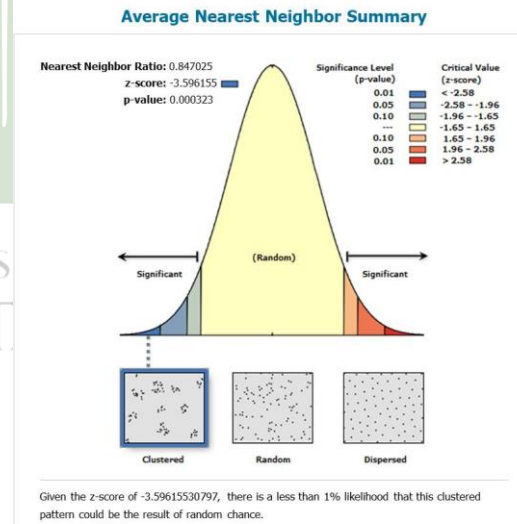 Average Nearest Neighbor Summary
Nearest Neighbor Ratio: 0.847025
z-score: -3.596155
p-value: 0.000323
Significance Level
(p-value)
Critical Value
(z-score)
0.01 < -2.58
0.05 -2.58 - -1.96
0.10 -1.96 - -1.65
--- -1.65 - 1.65
0.10 1.65 - 1.96
0.05 1.96 - 2.58
0.01 > 2.58
(Random)
Significant
Significant
Clustered
Random
Dispersed
Given the z-score of -3.59615530797, there is a less than 1% likelihood that this clustered
pattern could be the result of random chance.